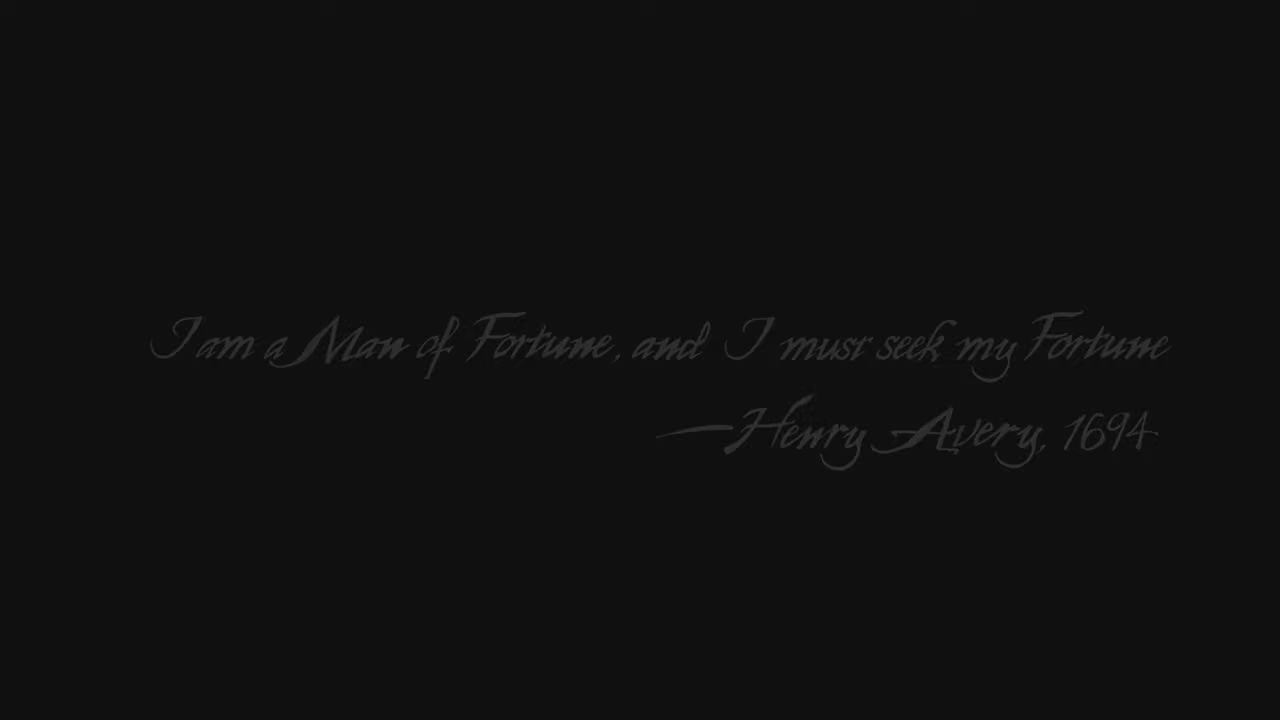 I am a Man of Fortune, and I must seek my Fortune
—Henry Avery, 1694